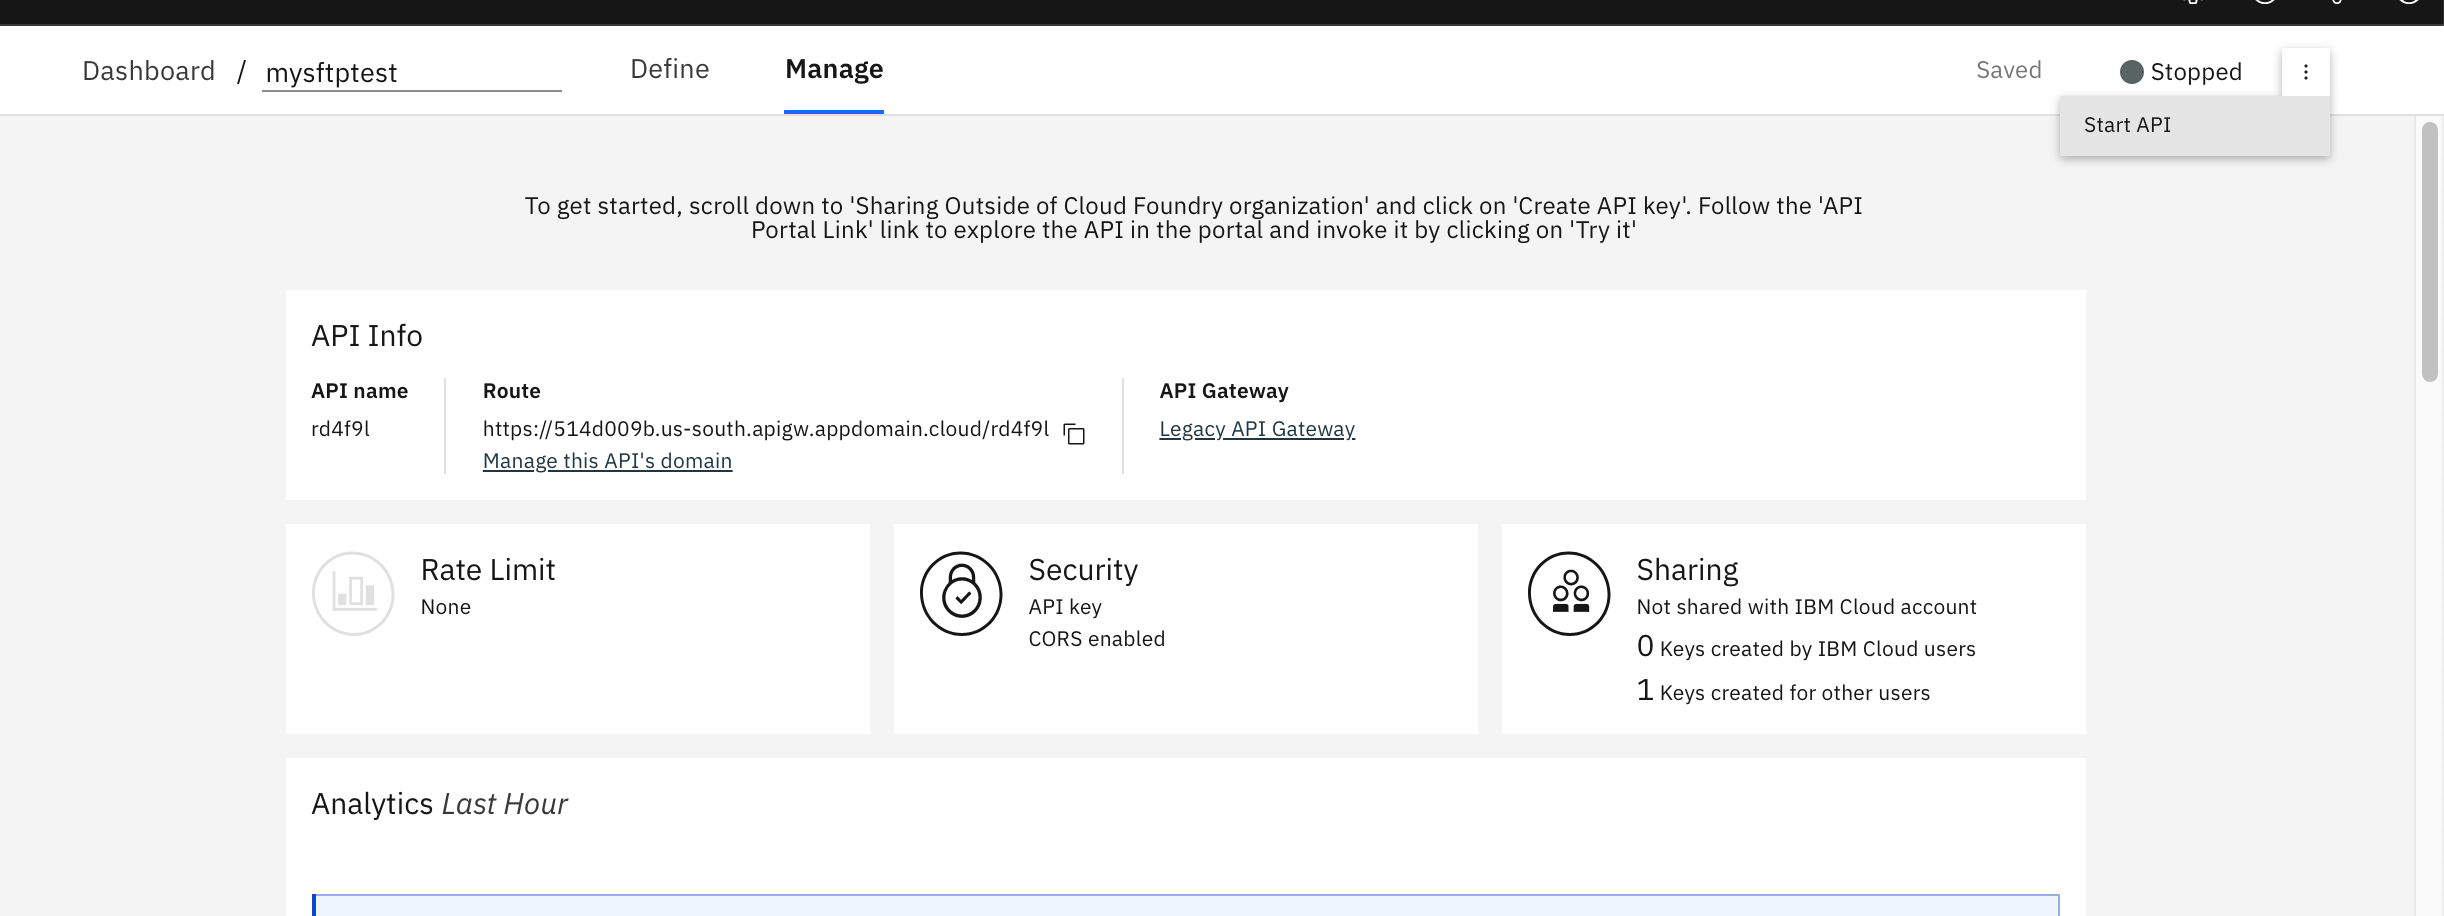 Dashboard / mysftptest Define Manage Saved Stopped
Start API
To get started, scroll down to 'Sharing Outside of Cloud Foundry organization' and click on 'Create API key'. Follow the 'API
Portal Link' link to explore the API in the portal and invoke it by clicking on 'Try it'
API Info
API name Route API Gateway
rd4f9l https://514d009b.us-south.apigw.appdomain.cloud/rd4f9l Legacy API Gateway
Manage this API's domain
Rate Limit
None
Security
API key
CORS enabled
Sharing
Not shared with IBM Cloud account
0 Keys created by IBM Cloud users
1 Keys created for other users
Analytics Last Hour